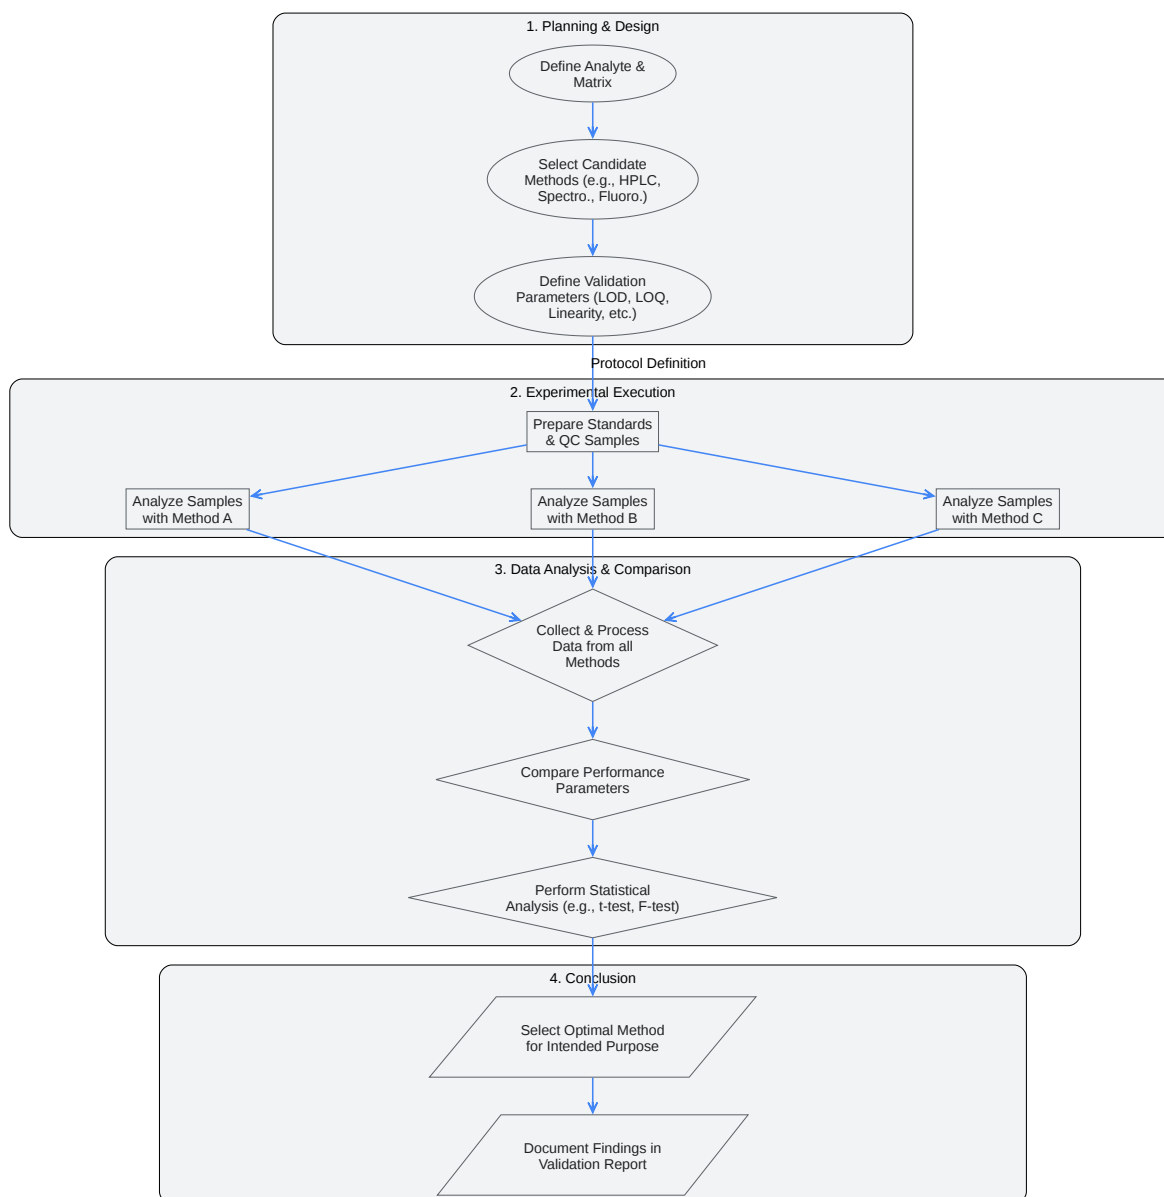 1. Planning & Design
Define Analyte &
Matrix
Select Candidate
Methods (e.g., HPLC,
Spectro., Fluoro.)
Define Validation
Parameters (LOD, LOQ,
Linearity, etc.)
Protocol Definition
2. Experimental Execution
Prepare Standards
& QC Samples
Analyze Samples
with Method A
Analyze Samples
with Method B
Analyze Samples
with Method C
3. Data Analysis & Comparison
Collect & Process
Data from all
Methods
Compare Performance
Parameters
Perform Statistical
Analysis (e.g., t-test, F-test)
4. Conclusion
Select Optimal Method
for Intended Purpose
Document Findings in
Validation Report